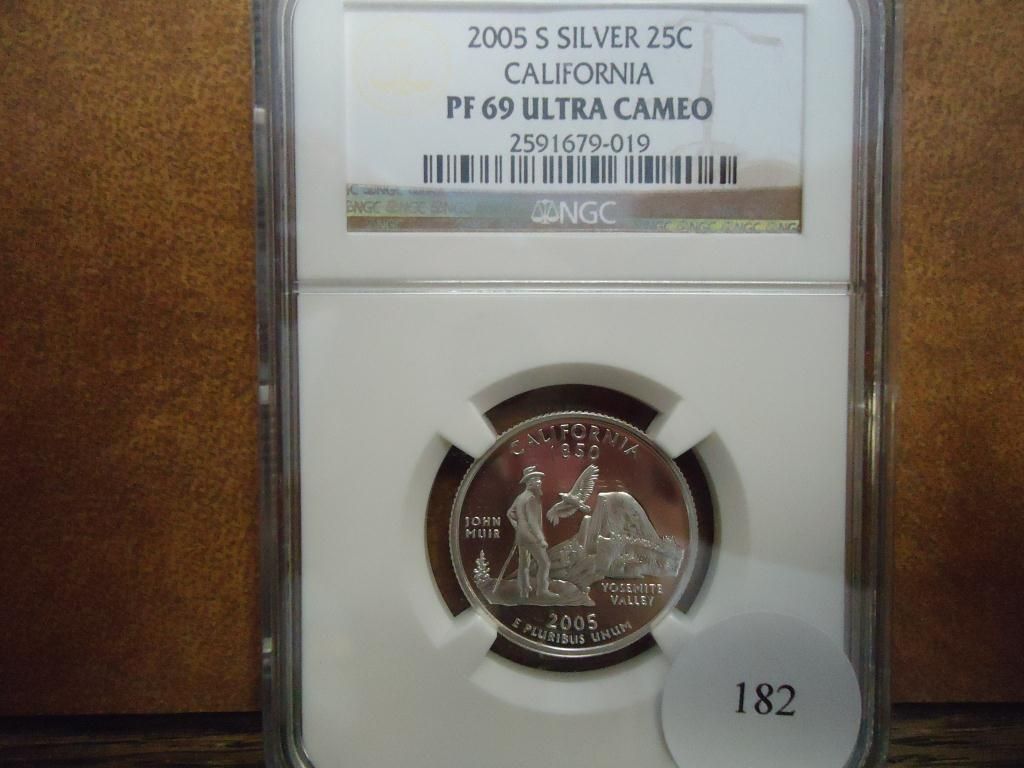 2005 S SILVER 25C
CALIFORNIA
PF 69 ULTRA CAMEO
2591679-019
NGC
CALIFORNIA
1850
JOHN
MUIR
YOSEMITE
VALLEY
2005
E PLURIBUS UNUM
182